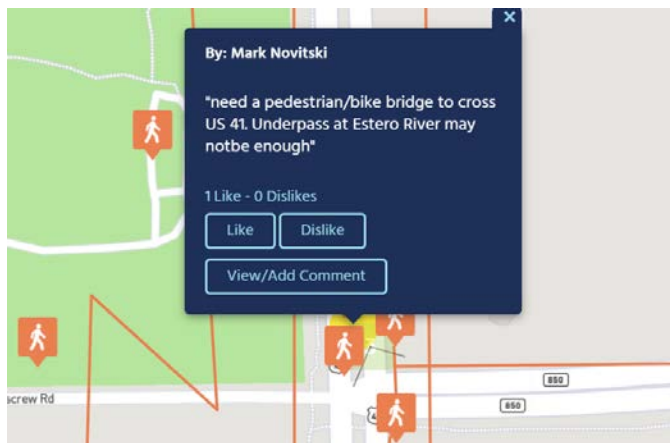 ×
By: Mark Novitski
"need a pedestrian/bike bridge to cross
US 41. Underpass at Estero River may
notbe enough"
1 Like - 0 Dislikes
Like
Dislike
View/Add Comment
850
screw Rd
850